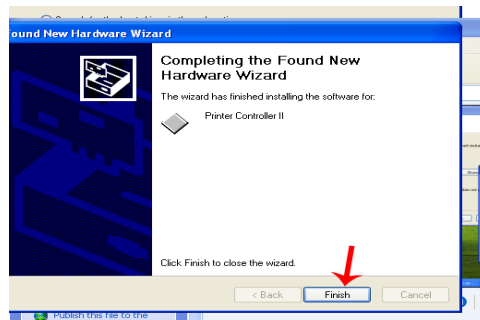 ound New Hardware Wizard
Completing the Found New
Hardware Wizard
The wizard has finished installing the software for:
Printer Controller II
Click Finish to close the wizard.
< Back
Finish
Cancel
Publish this file to the